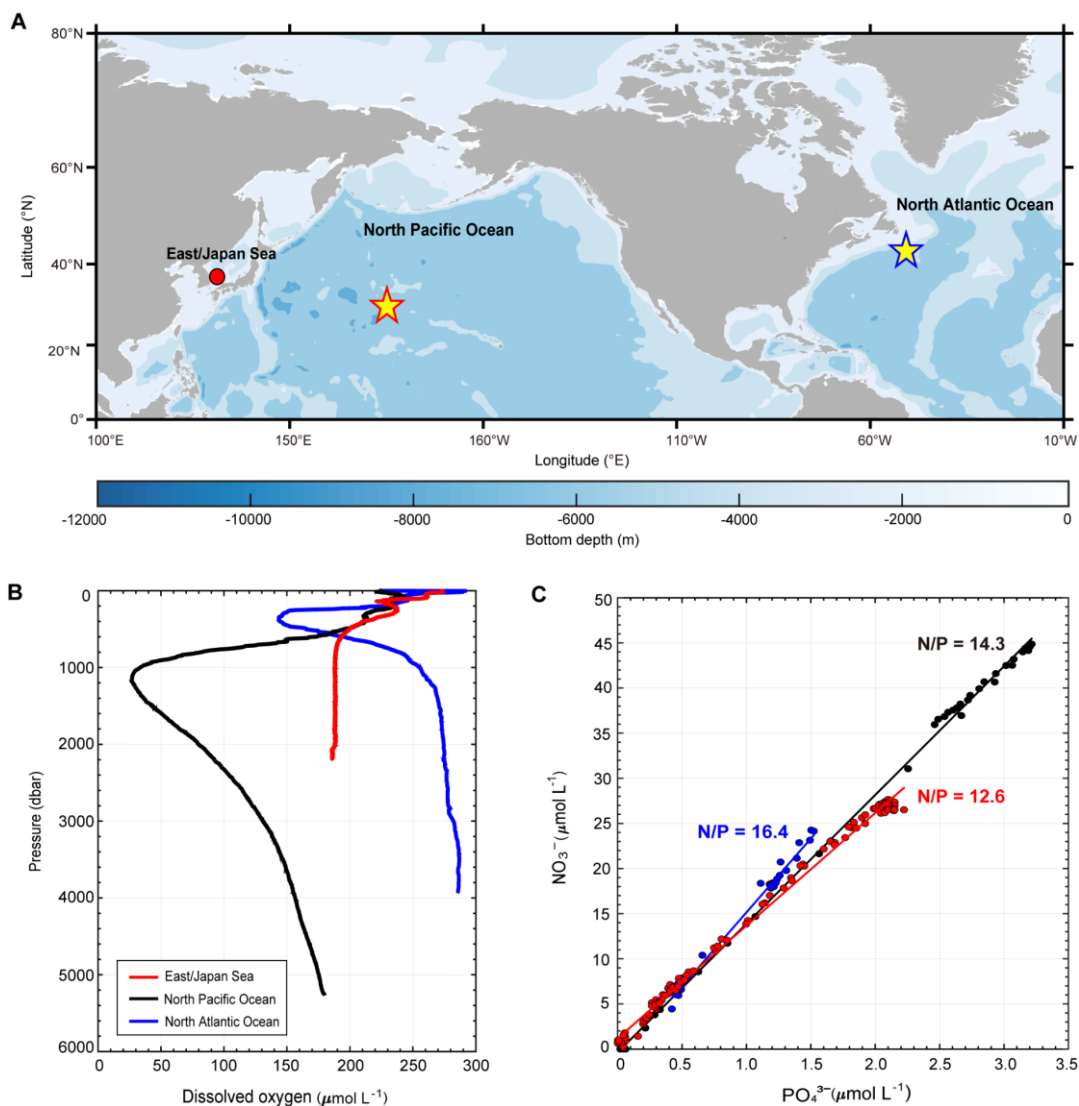 A
80°N
60°N
40°N
20°N
0°
Latitude (°N)
East/Japan Sea
North Pacific Ocean
North Atlantic Ocean
100°E 150°E 160°W 110°W 60°W 10°W
Longitude (°E)
-12000 -10000 -8000 -6000 -4000 -2000 0
Bottom depth (m)
B
0
1000
2000
3000
4000
5000
6000
Pressure (dbar)
East/Japan Sea
North Pacific Ocean
North Atlantic Ocean
0 50 100 150 200 250 300
Dissolved oxygen (μmol L⁻¹)
C
50
45
40
35
30
25
20
15
10
5
0
NO₃⁻ (μmol L⁻¹)
N/P = 14.3
N/P = 12.6
N/P = 16.4
0 0.5 1.0 1.5 2.0 2.5 3.0 3.5
PO₄³⁻ (μmol L⁻¹)